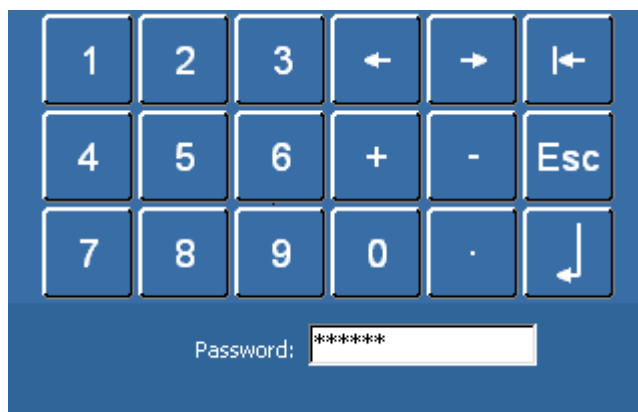 1 2 3 ← → |←
4 5 6 + - Esc
7 8 9 0 . ↵
Password: ******